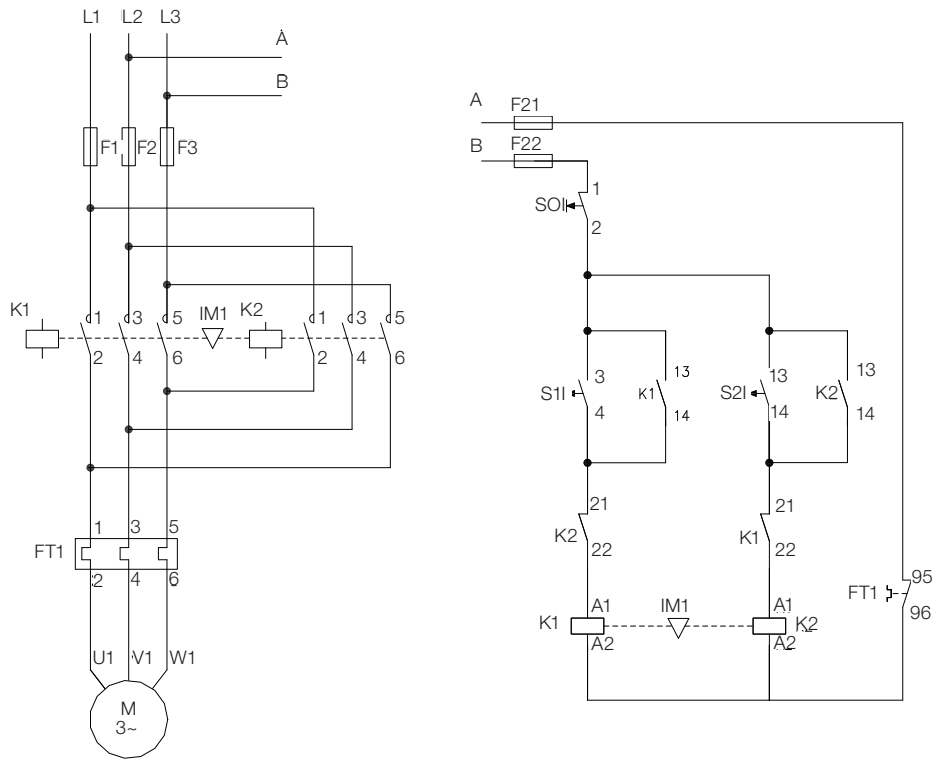 L1 L2 L3
A
B
F1 F2 F3
K1 1 3 5 IM1 K2 1 3 5
2 4 6 2 4 6
1 3 5
FT1
2 4 6
U1 V1 W1
M
3~
A F21
B F22
1
S0I
2
3 13 13 13
S1I K1 S2I K2
4 14 14 14
21 21
K2 K1
22 22
95
FT1
96
A1 IM1 A1
K1 K2
A2 A2